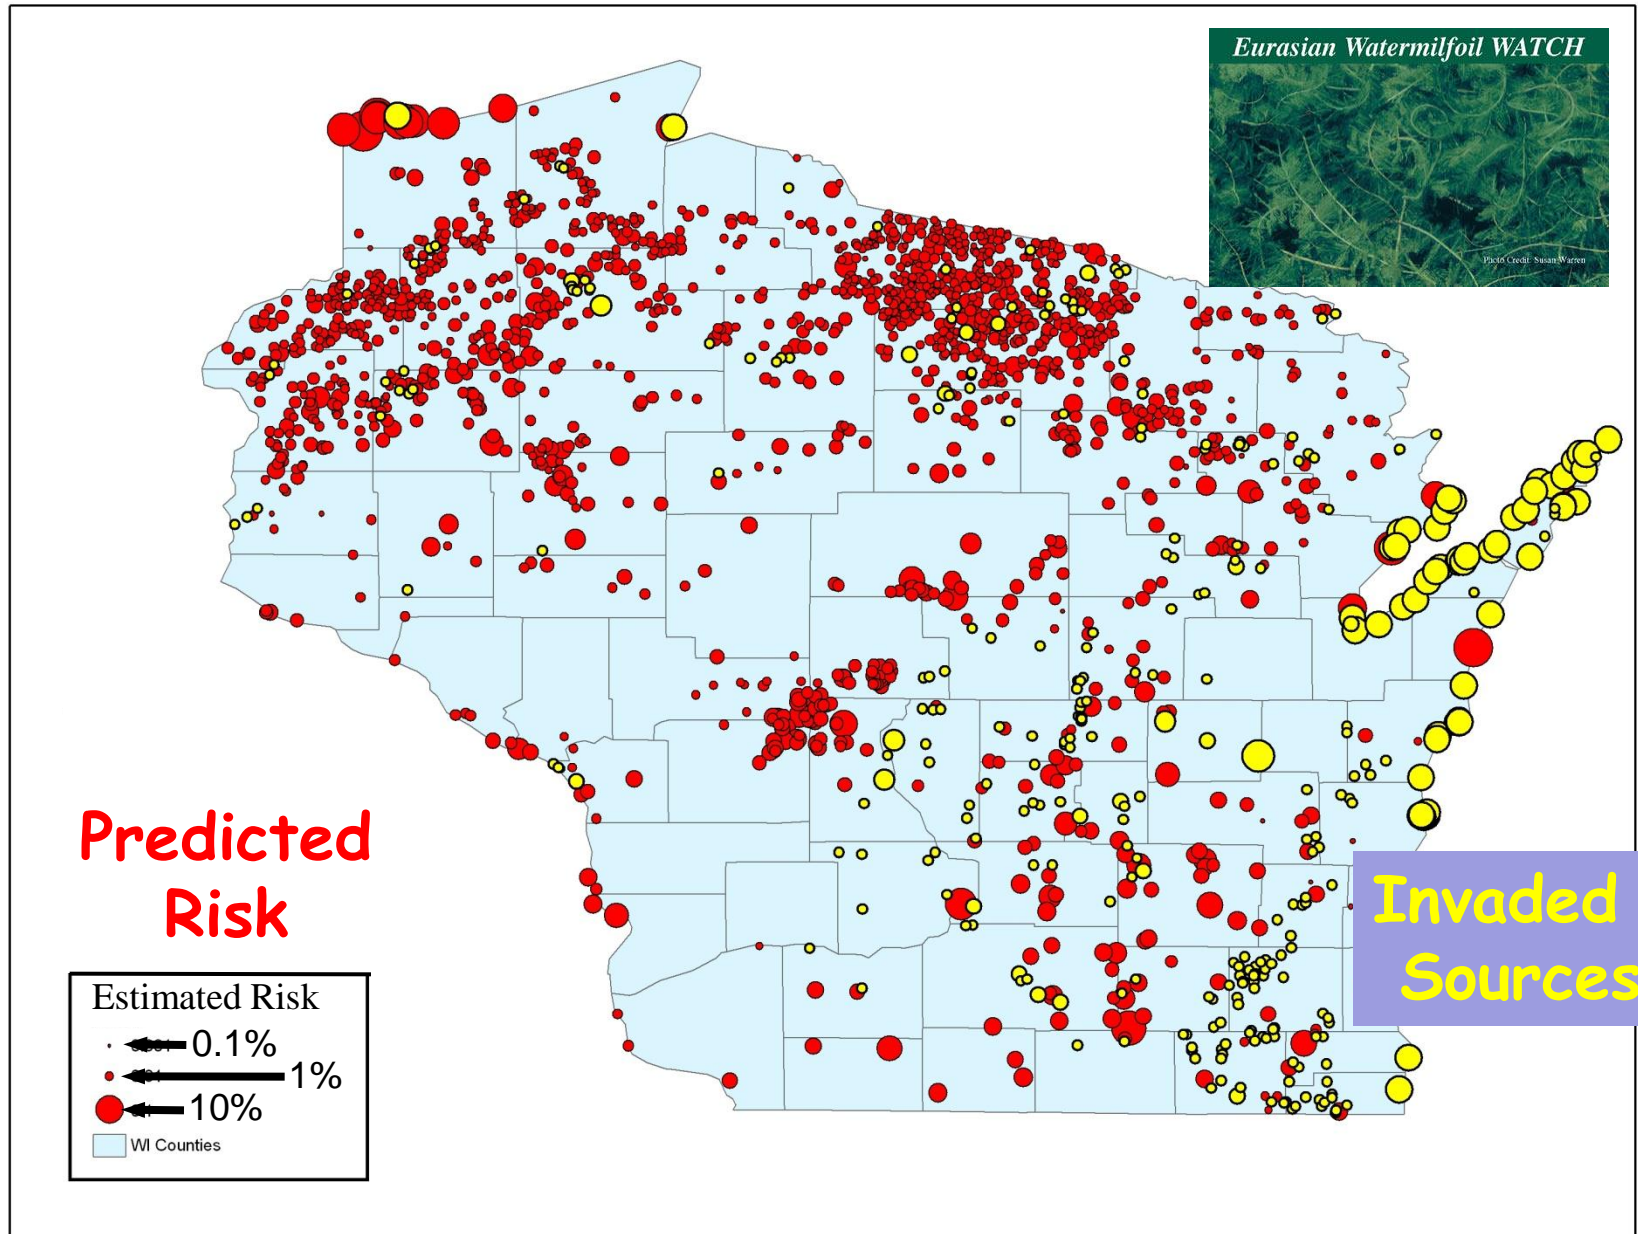 Eurasian Watermilfoil WATCH
Photo Credit: Susan Warren
Predicted
Risk
Invaded
Sources
Estimated Risk
0.1%
1%
10%
WI Counties